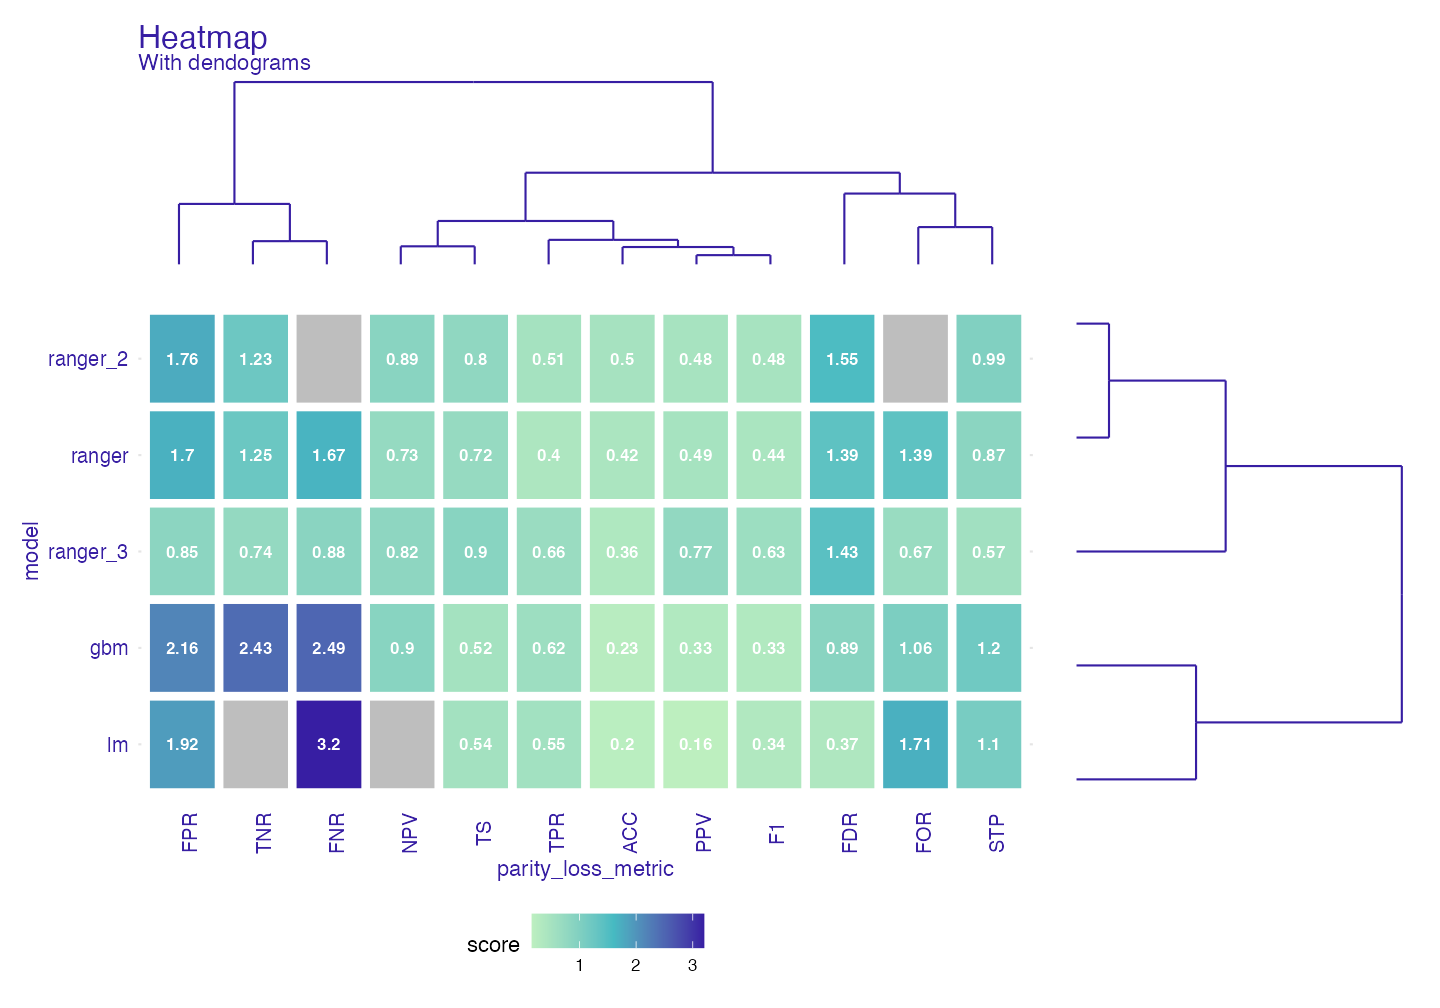 Heatmap
With dendograms
ranger_2 1.76 1.23 0.89 0.8 0.51 0.5 0.48 0.48 1.55 0.99
ranger 1.7 1.25 1.67 0.73 0.72 0.4 0.42 0.49 0.44 1.39 1.39 0.87
ranger_3 0.85 0.74 0.88 0.82 0.9 0.66 0.36 0.77 0.63 1.43 0.67 0.57
gbm 2.16 2.43 2.49 0.9 0.52 0.62 0.23 0.33 0.33 0.89 1.06 1.2
lm 1.92 3.2 0.54 0.55 0.2 0.16 0.34 0.37 1.71 1.1
model
FPR TNR FNR NPV TS TPR ACC PPV F1 FDR FOR STP
parity_loss_metric
score
1 2 3